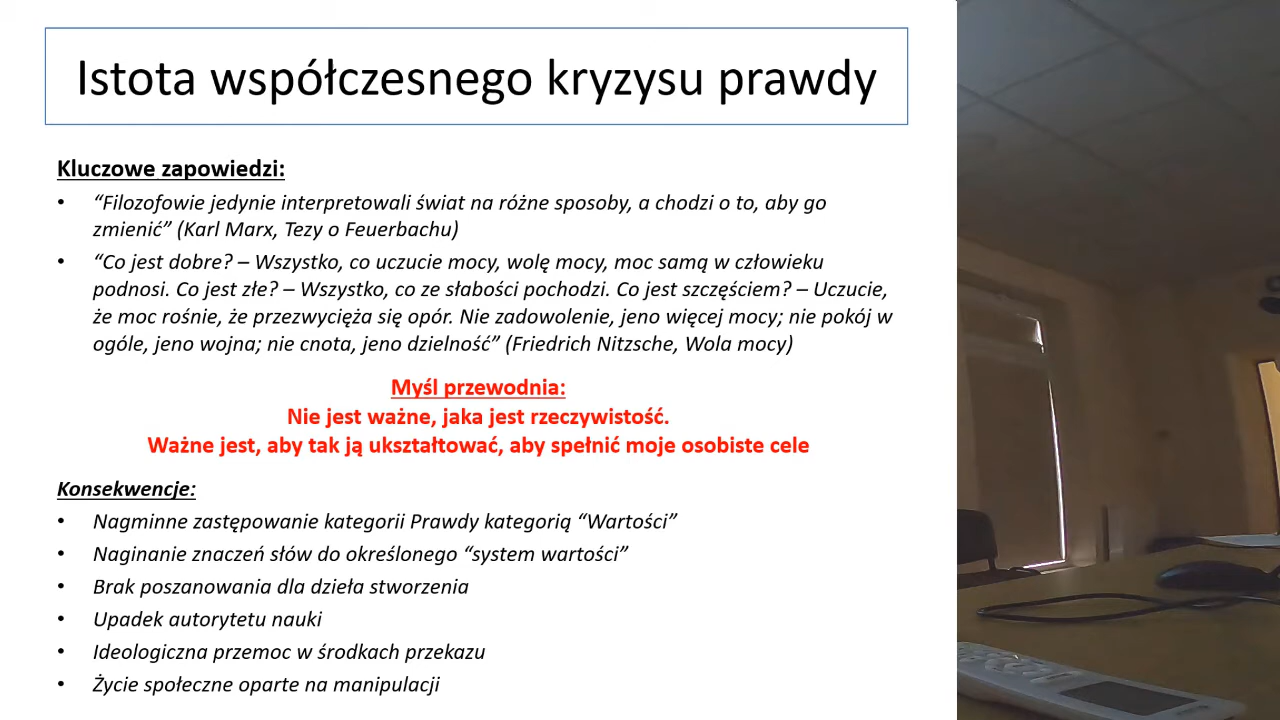 Istota współczesnego kryzysu prawdy
Kluczowe zapowiedzi:
• “Filozofowie jedynie interpretowali świat na różne sposoby, a chodzi o to, aby go
zmienić” (Karl Marx, Tezy o Feuerbachu)
• “Co jest dobre? – Wszystko, co uczucie mocy, wolę mocy, moc samą w człowieku
podnosi. Co jest złe? – Wszystko, co ze słabości pochodzi. Co jest szczęściem? – Uczucie,
że moc rośnie, że przezwycięża się opór. Nie zadowolenie, jeno więcej mocy; nie pokój w
ogóle, jeno wojna; nie cnota, jeno dzielność” (Friedrich Nitzsche, Wola mocy)
Myśl przewodnia:
Nie jest ważne, jaka jest rzeczywistość.
Ważne jest, aby tak ją ukształtować, aby spełnić moje osobiste cele
Konsekwencje:
• Nagminne zastępowanie kategorii Prawdy kategorią “Wartości”
• Naginanie znaczeń słów do określonego “system wartości”
• Brak poszanowania dla dzieła stworzenia
• Upadek autorytetu nauki
• Ideologiczna przemoc w środkach przekazu
• Życie społeczne oparte na manipulacji